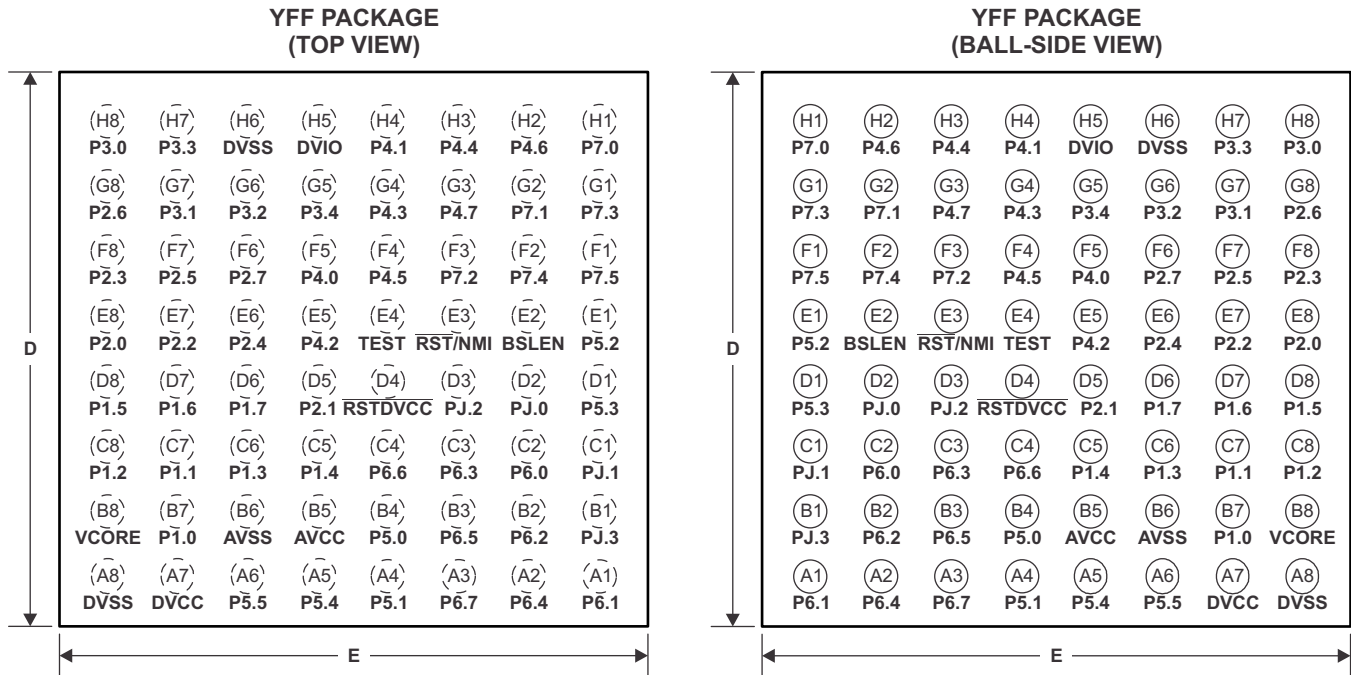 YFF PACKAGE
(TOP VIEW)
H8 H7 H6 H5 H4 H3 H2 H1
P3.0 P3.3 DVSS DVIO P4.1 P4.4 P4.6 P7.0
G8 G7 G6 G5 G4 G3 G2 G1
P2.6 P3.1 P3.2 P3.4 P4.3 P4.7 P7.1 P7.3
F8 F7 F6 F5 F4 F3 F2 F1
P2.3 P2.5 P2.7 P4.0 P4.5 P7.2 P7.4 P7.5
E8 E7 E6 E5 E4 E3 E2 E1
P2.0 P2.2 P2.4 P4.2 TEST RST/NMI BSLEN P5.2
D
D8 D7 D6 D5 D4 D3 D2 D1
P1.5 P1.6 P1.7 P2.1 RSTDVCC PJ.2 PJ.0 P5.3
C8 C7 C6 C5 C4 C3 C2 C1
P1.2 P1.1 P1.3 P1.4 P6.6 P6.3 P6.0 PJ.1
B8 B7 B6 B5 B4 B3 B2 B1
VCORE P1.0 AVSS AVCC P5.0 P6.5 P6.2 PJ.3
A8 A7 A6 A5 A4 A3 A2 A1
DVSS DVCC P5.5 P5.4 P5.1 P6.7 P6.4 P6.1
E
YFF PACKAGE
(BALL-SIDE VIEW)
H1 H2 H3 H4 H5 H6 H7 H8
P7.0 P4.6 P4.4 P4.1 DVIO DVSS P3.3 P3.0
G1 G2 G3 G4 G5 G6 G7 G8
P7.3 P7.1 P4.7 P4.3 P3.4 P3.2 P3.1 P2.6
F1 F2 F3 F4 F5 F6 F7 F8
P7.5 P7.4 P7.2 P4.5 P4.0 P2.7 P2.5 P2.3
E1 E2 E3 E4 E5 E6 E7 E8
P5.2 BSLEN RST/NMI TEST P4.2 P2.4 P2.2 P2.0
D
D1 D2 D3 D4 D5 D6 D7 D8
P5.3 PJ.0 PJ.2 RSTDVCC P2.1 P1.7 P1.6 P1.5
C1 C2 C3 C4 C5 C6 C7 C8
PJ.1 P6.0 P6.3 P6.6 P1.4 P1.3 P1.1 P1.2
B1 B2 B3 B4 B5 B6 B7 B8
PJ.3 P6.2 P6.5 P5.0 AVCC AVSS P1.0 VCORE
A1 A2 A3 A4 A5 A6 A7 A8
P6.1 P6.4 P6.7 P5.1 P5.4 P5.5 DVCC DVSS
E